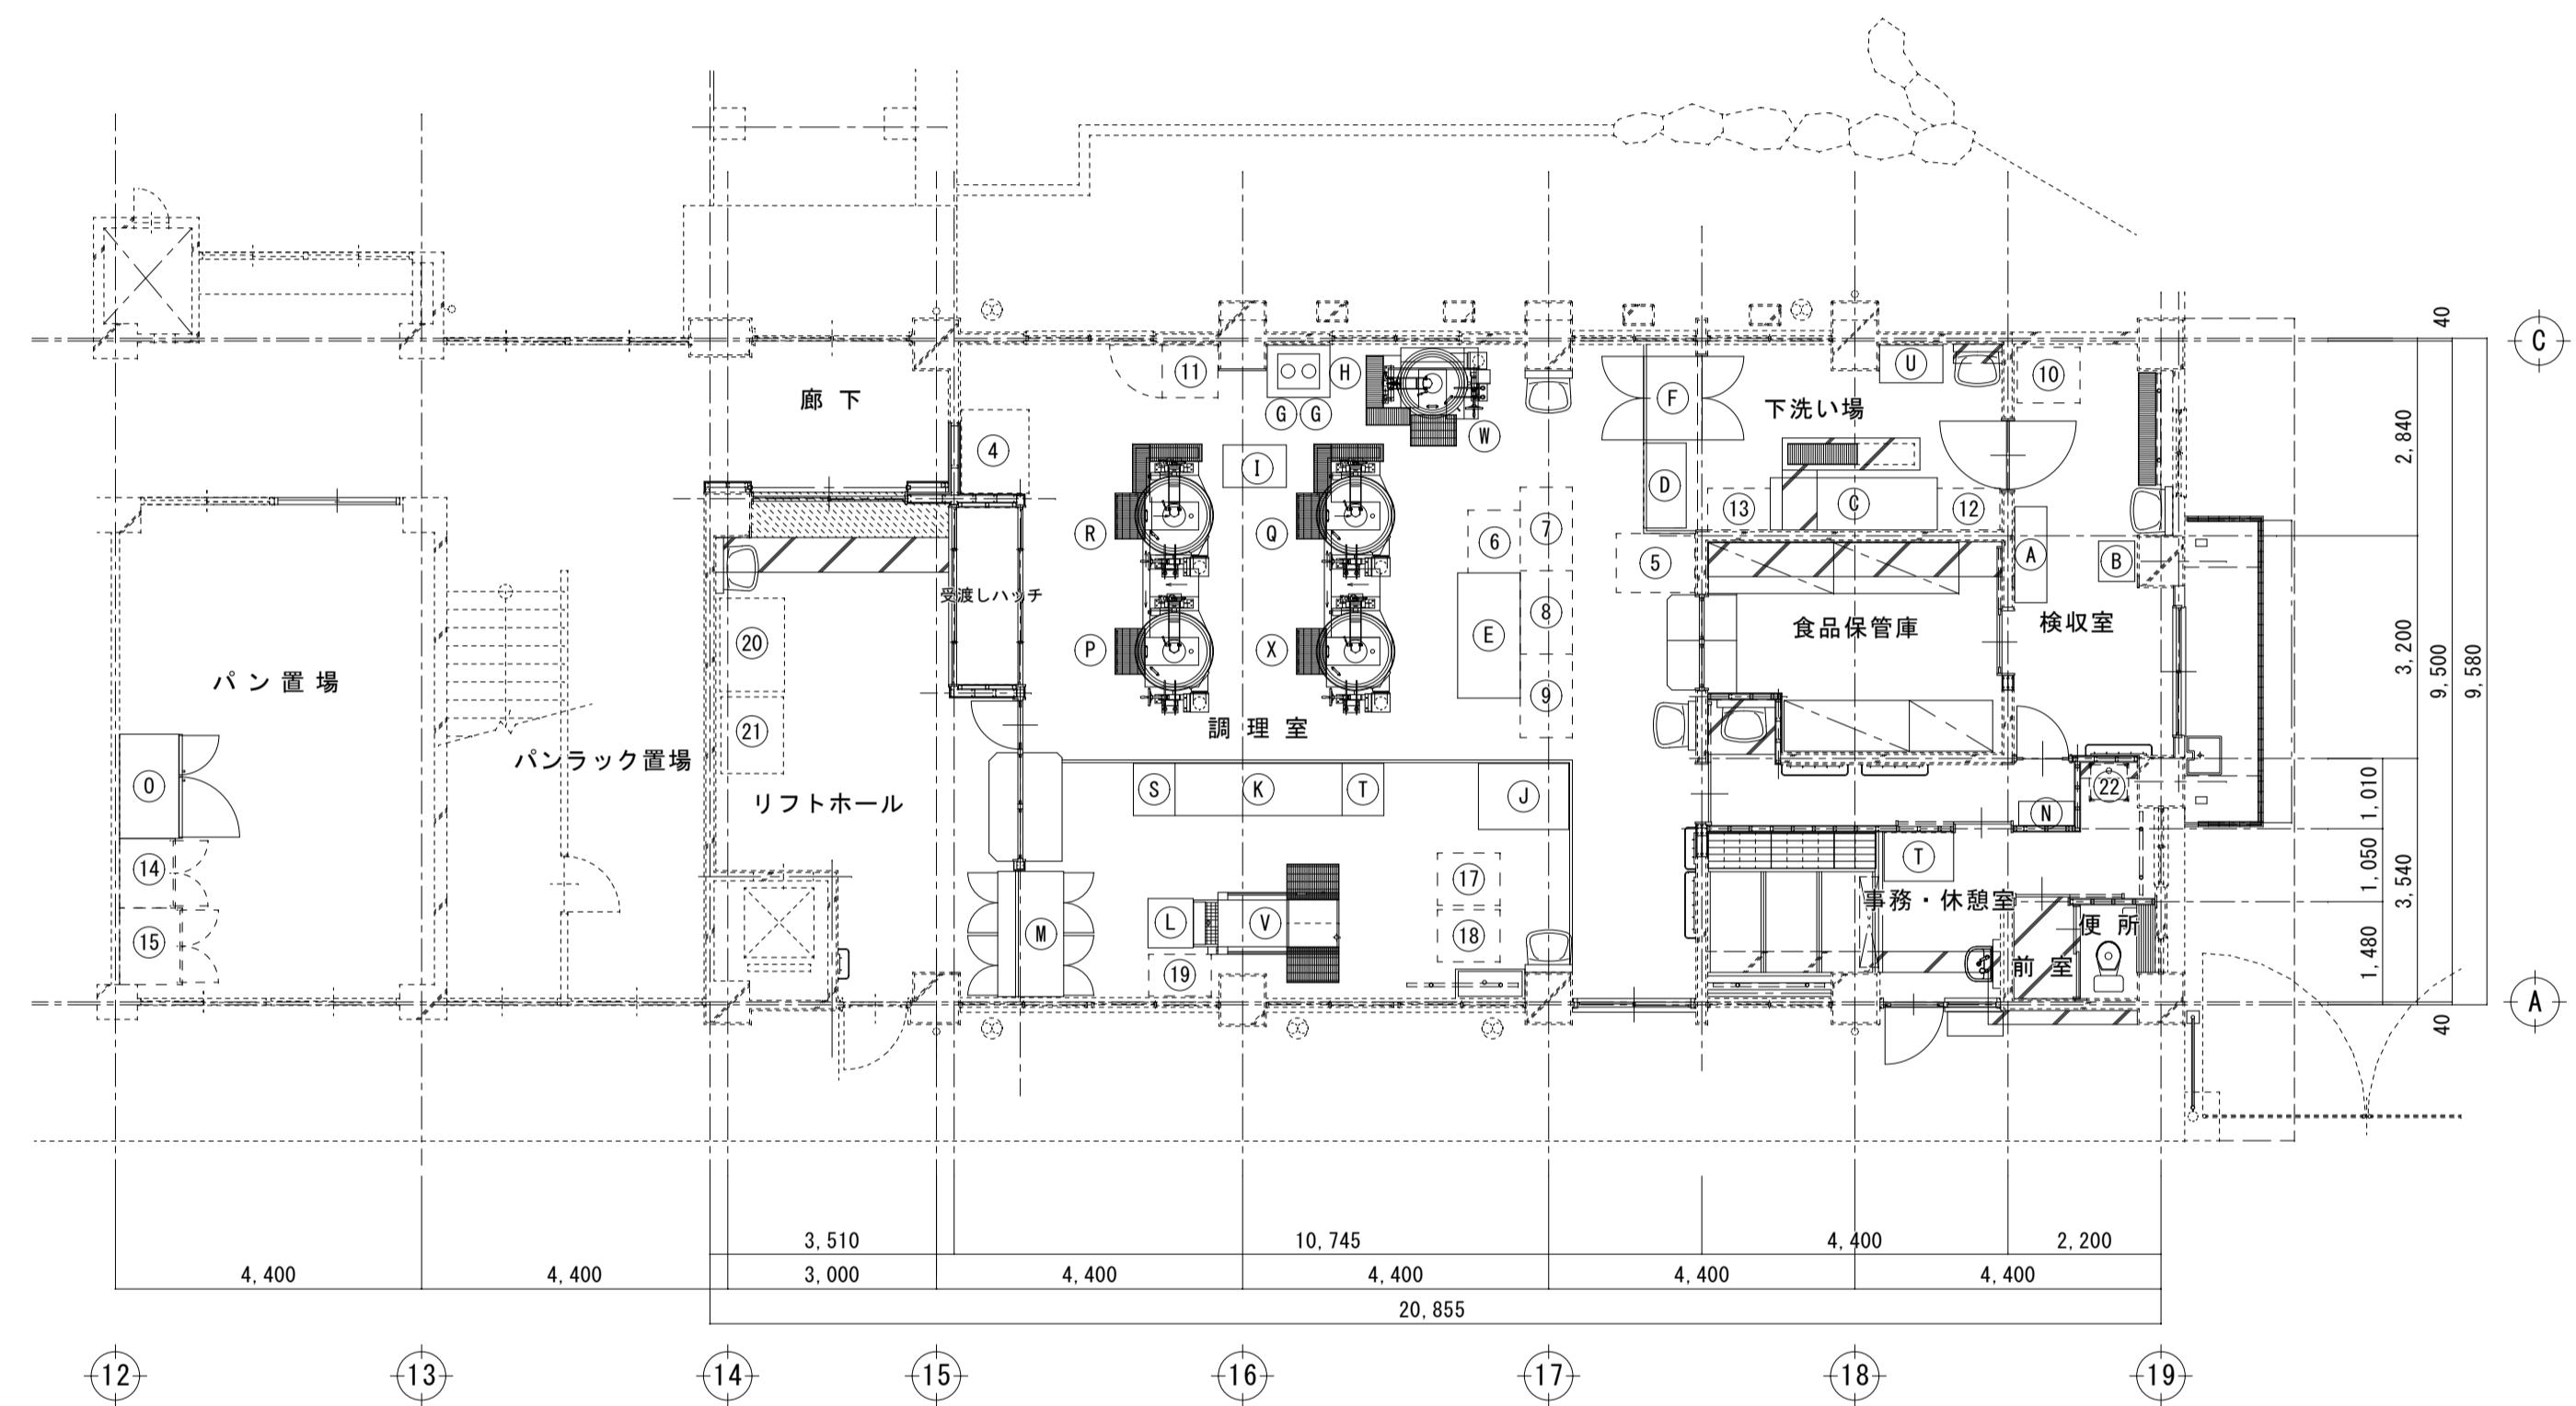 40
C
11
H
U
10
廊 下
F
下洗い場
G G
W
2,840
4
I
D
13
C
12
R
Q
6
7
5
A
B
受渡しハッチ
8
20
P
X
E
食品保管庫
検収室
3,200
9,500
9,580
パン置場
9
21
調理室
パンラック置場
O
リフトホール
S
K
T
J
22
1,010
N
14
17
T
1,050
3,540
15
M
L
V
18
事務・休憩室
便 所
19
前 室
1,480
A
40
3,510
10,745
4,400
2,200
4,400
4,400
3,000
4,400
4,400
4,400
4,400
20,855
12
13
14
15
16
17
18
19